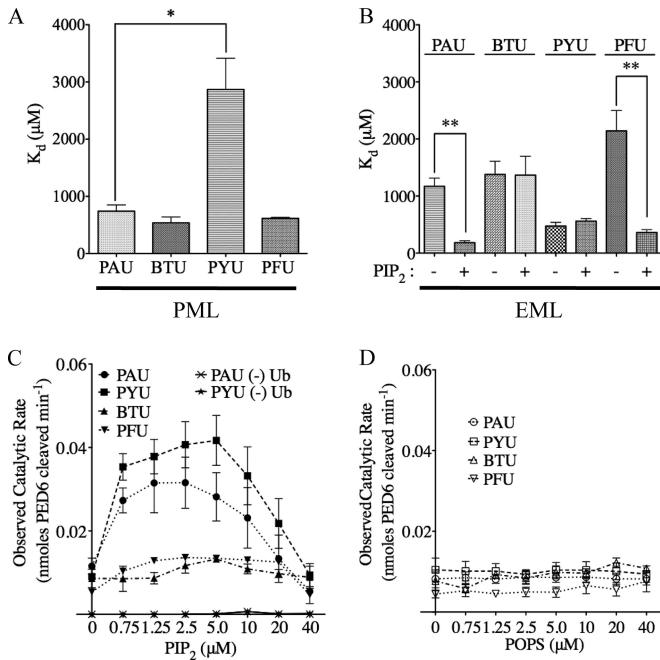 A
*
4000
3000
2000
1000
0
Kd (μM)
PAU BTU PYU PFU
PML
B
PAU BTU PYU PFU
4000
3000
2000
1000
0
Kd (μM)
**
**
PIP2 : - + - + - + - +
EML
C
0.06
0.04
0.02
0.01
Observed Catalytic Rate
(nmoles PED6 cleaved min-1)
PAU
PYU
BTU
PFU
PAU (-) Ub
PYU (-) Ub
0 0.75 1.25 2.5 5.0 10 20 40
PIP2 (μM)
D
0.06
0.04
0.02
0.01
Observed Catalytic Rate
(nmoles PED6 cleaved min-1)
PAU
PYU
BTU
PFU
0 0.75 1.25 2.5 5.0 10 20 40
POPS (μM)